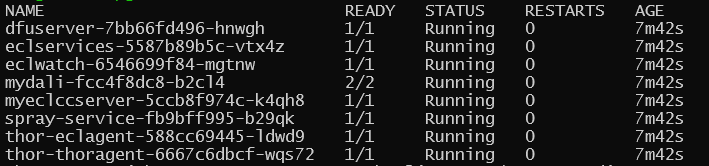 NAME READY STATUS RESTARTS AGE
dfuserver-7bb66fd496-hnwgh 1/1 Running 0 7m42s
eclservices-5587b89b5c-vtx4z 1/1 Running 0 7m42s
eclwatch-6546699f84-mgtnw 1/1 Running 0 7m42s
mydali-fcc4f8dc8-b2cl4 2/2 Running 0 7m42s
myeclccserver-5ccb8f974c-k4qh8 1/1 Running 0 7m42s
spray-service-fb9bff995-b29qk 1/1 Running 0 7m42s
thor-eclagent-588cc69445-ldwd9 1/1 Running 0 7m42s
thor-thoragent-6667c6dbcf-wqs72 1/1 Running 0 7m42s